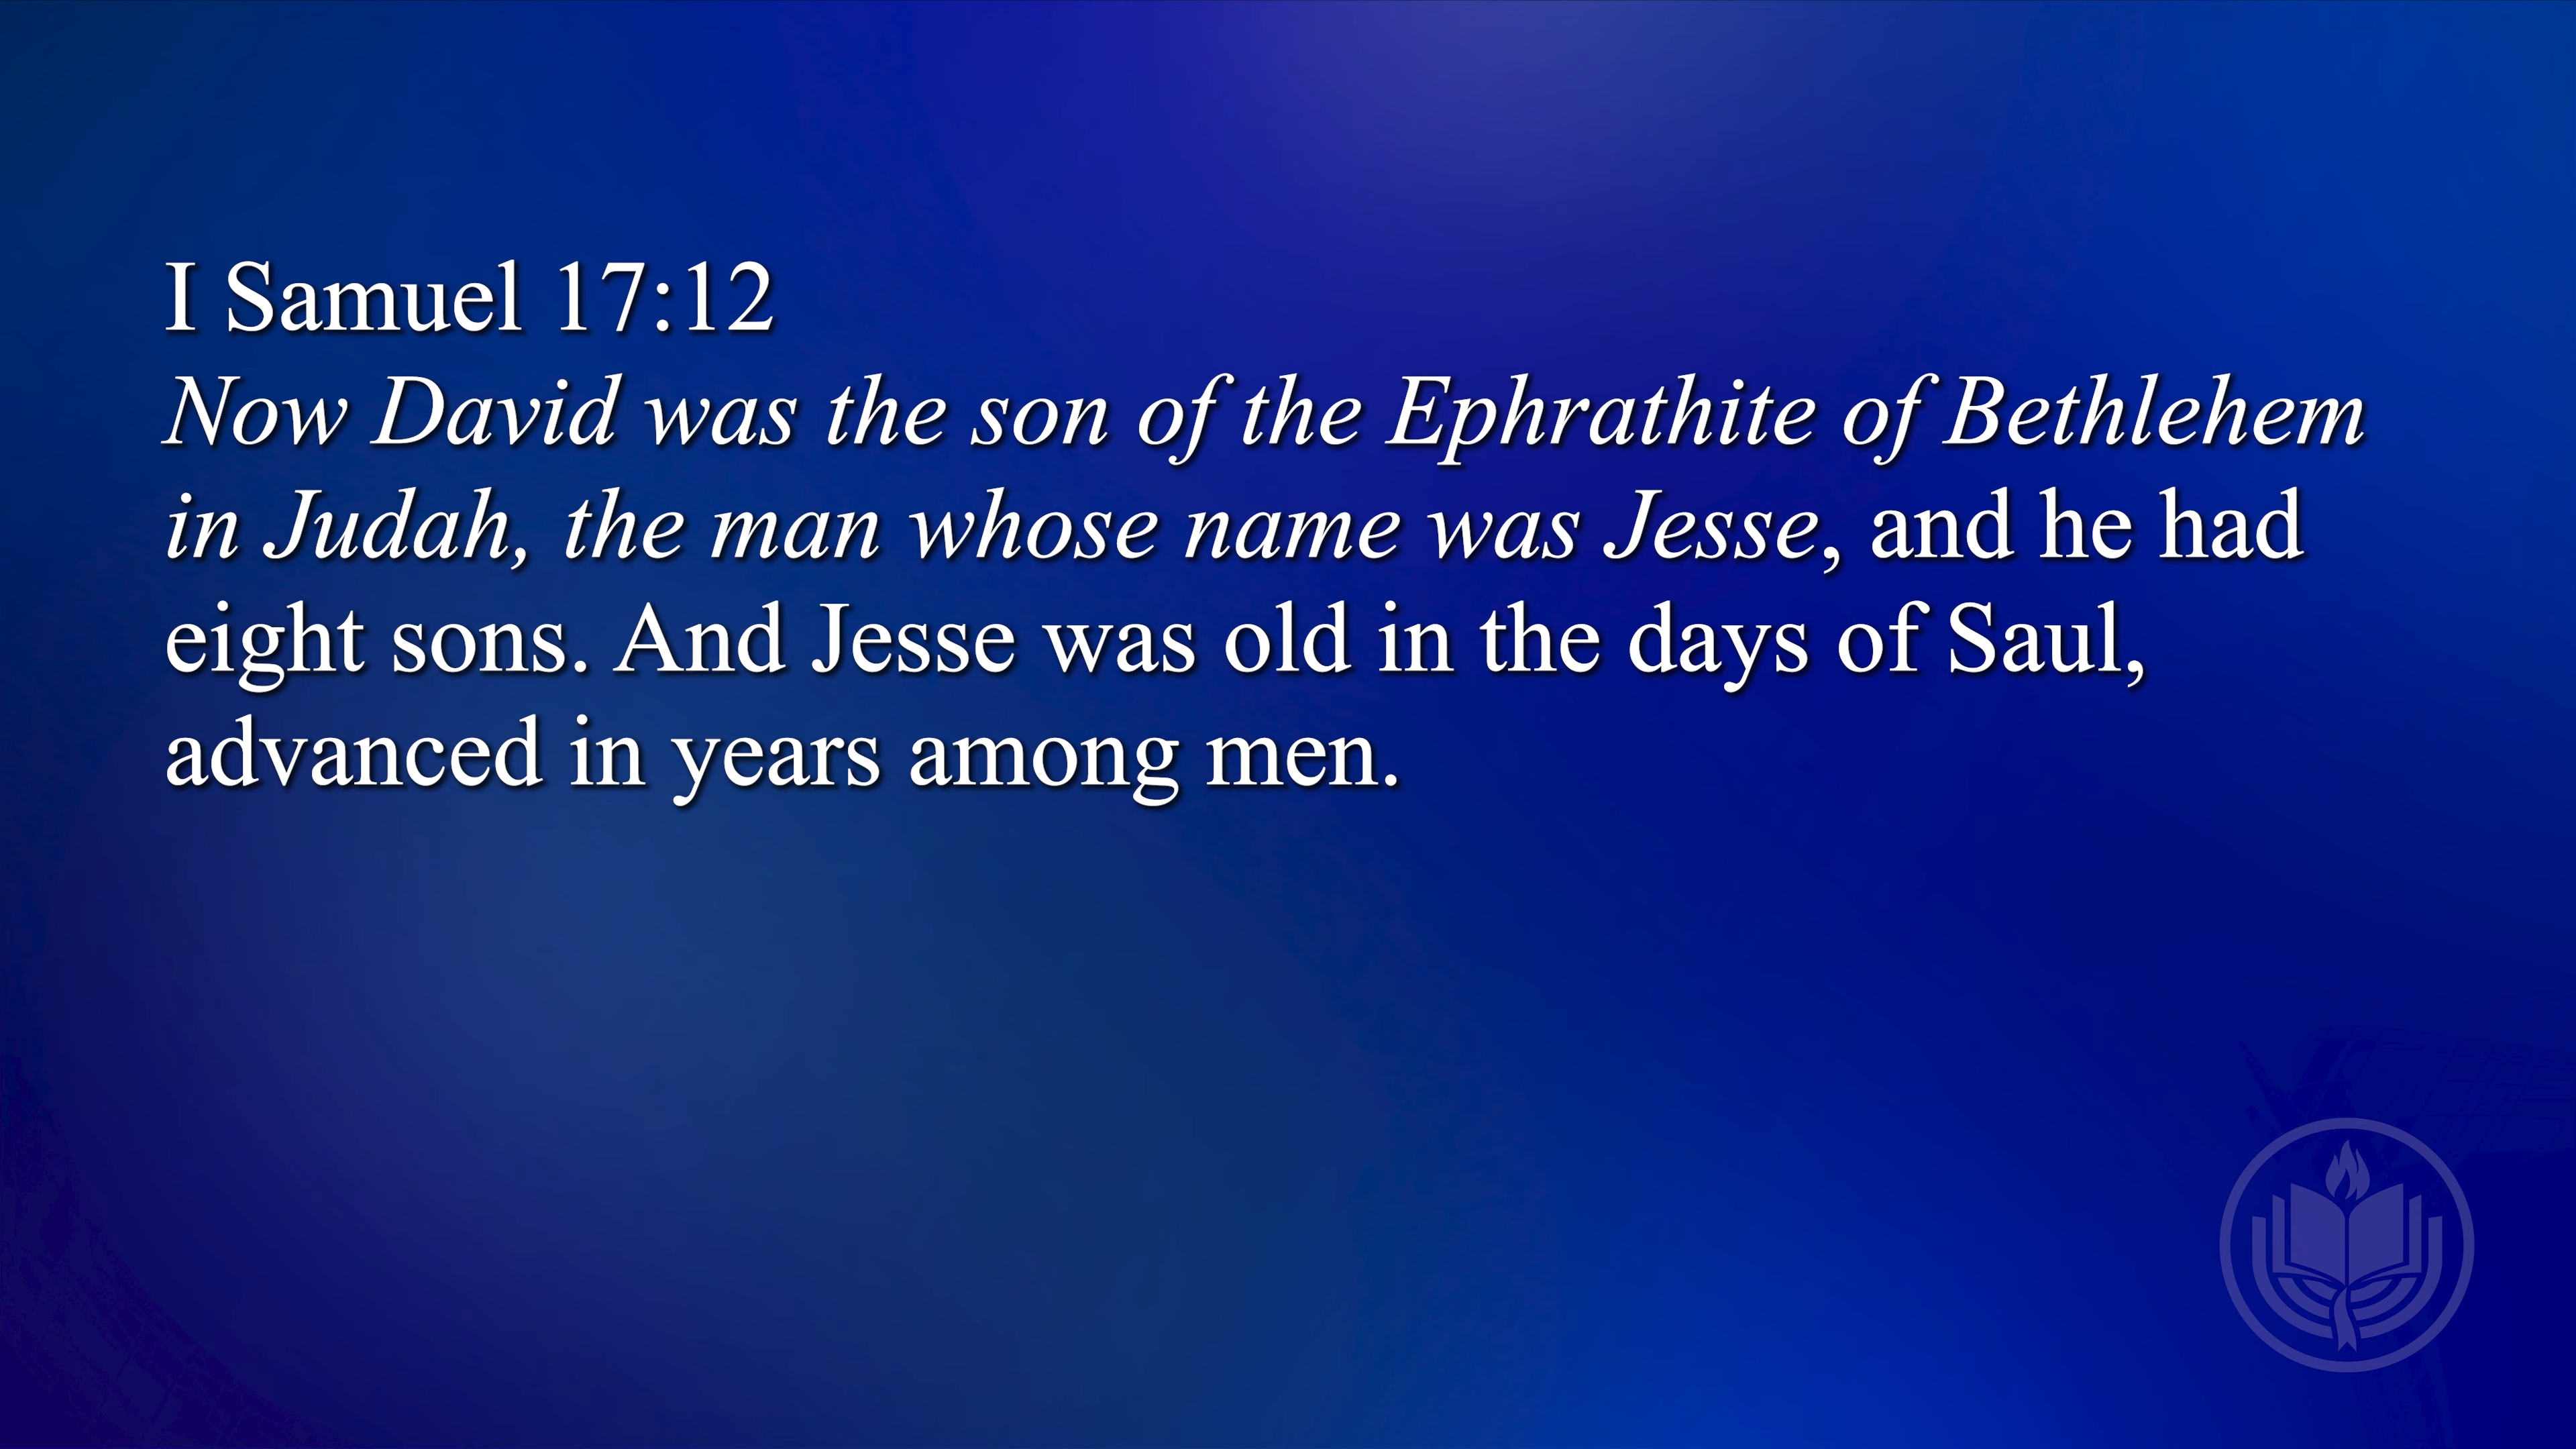 I Samuel 17:12
Now David was the son of the Ephrathite of Bethlehem
in Judah, the man whose name was Jesse, and he had
eight sons. And Jesse was old in the days of Saul,
advanced in years among men.